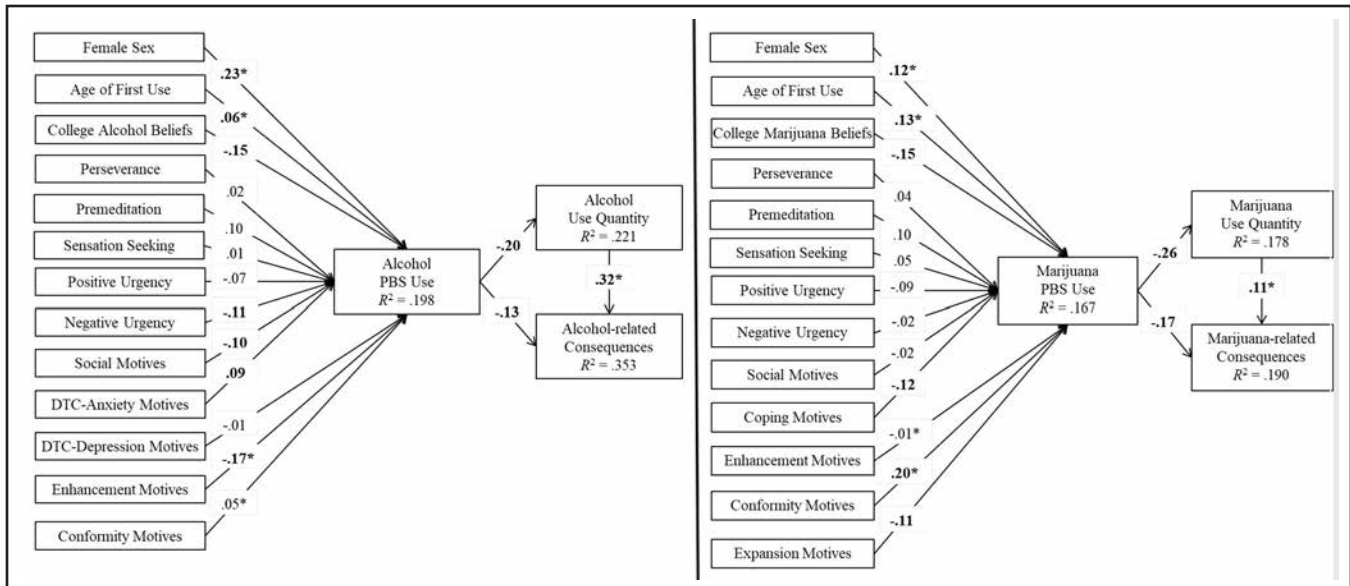 Female Sex
Age of First Use
College Alcohol Beliefs
Perseverance
Premeditation
Sensation Seeking
Positive Urgency
Negative Urgency
Social Motives
DTC-Anxiety Motives
DTC-Depression Motives
Enhancement Motives
Conformity Motives
.23*
.06*
-.15
.02
.10
.01
-.07
-.11
-.10
.09
-.01
-.17*
.05*
Alcohol
PBS Use
R² = .198
-.20
-.13
Alcohol
Use Quantity
R² = .221
.32*
Alcohol-related
Consequences
R² = .353
Female Sex
Age of First Use
College Marijuana Beliefs
Perseverance
Premeditation
Sensation Seeking
Positive Urgency
Negative Urgency
Social Motives
Coping Motives
Enhancement Motives
Conformity Motives
Expansion Motives
.12*
.13*
-.15
.04
.10
.05
-.09
-.02
-.02
-.12
-.01*
.20*
-.11
Marijuana
PBS Use
R² = .167
-.26
-.17
Marijuana
Use Quantity
R² = .178
.11*
Marijuana-related
Consequences
R² = .190